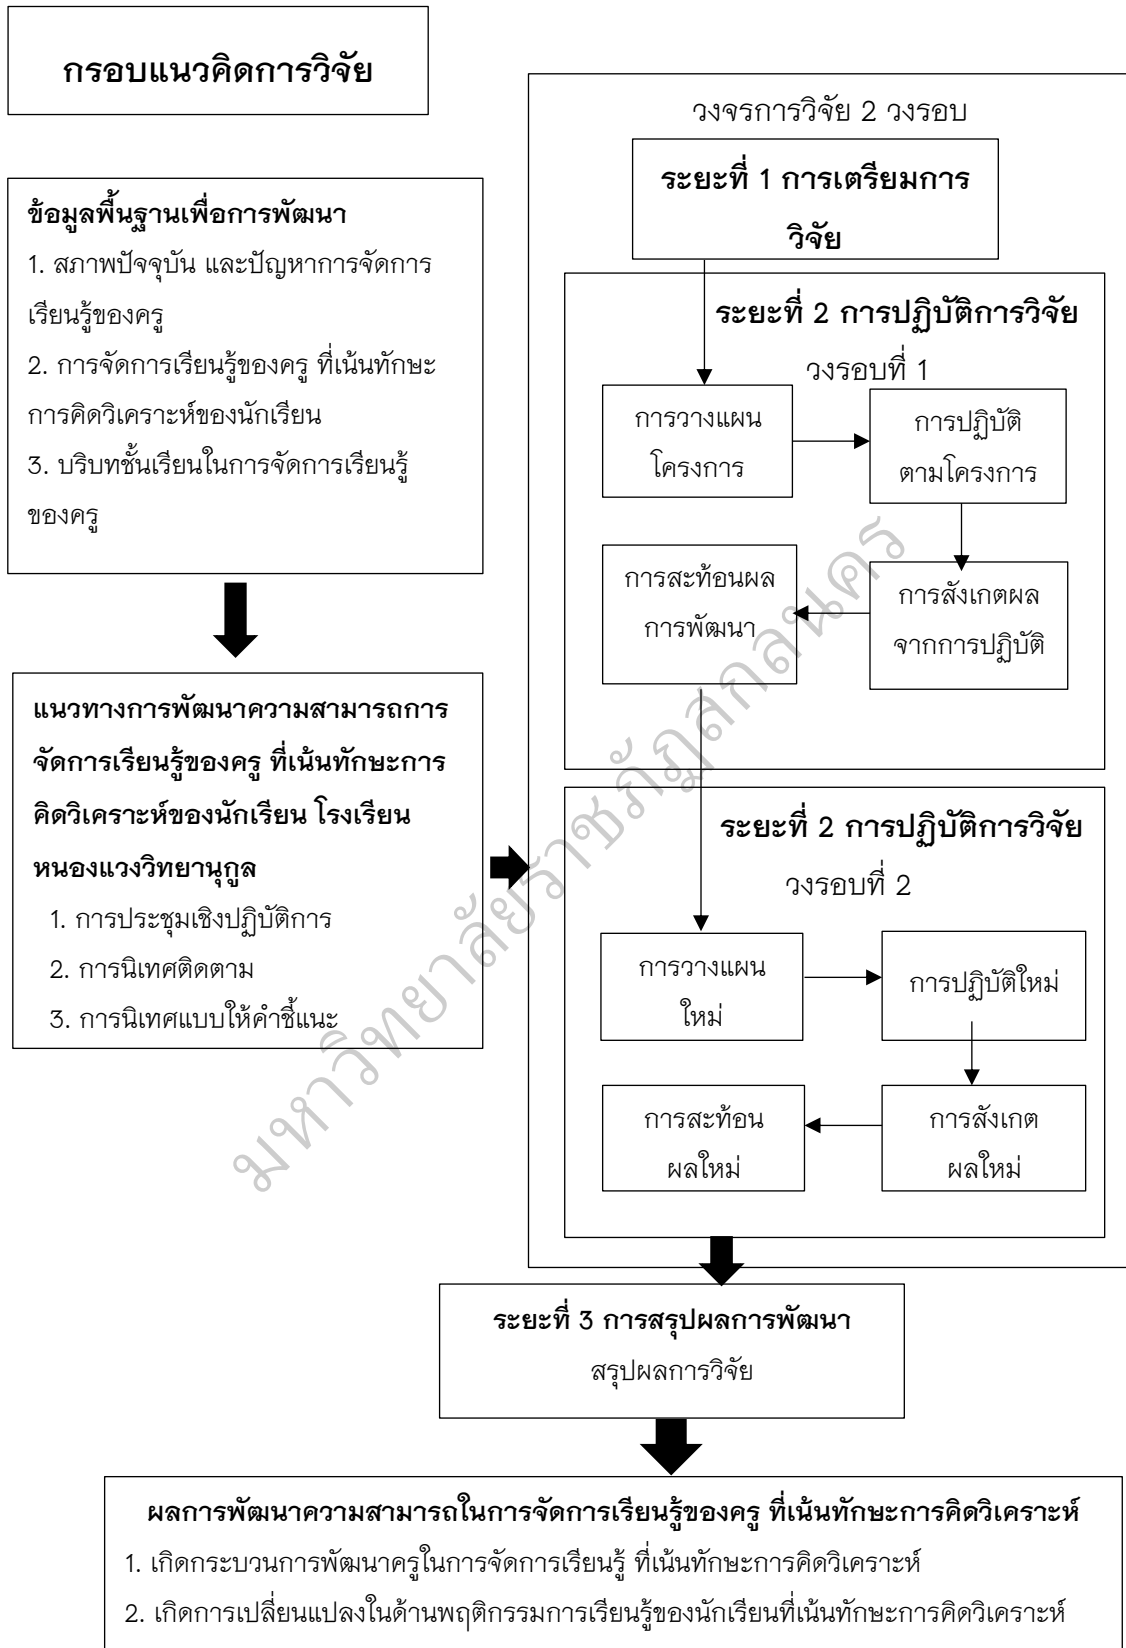 กรอบแนวคิดการวิจัย
ข้อมูลพื้นฐานเพื่อการพัฒนา
1. สภาพปัจจุบัน และปัญหาการจัดการ
เรียนรู้ของครู
2. การจัดการเรียนรู้ของครู ที่เน้นทักษะ
การคิดวิเคราะห์ของนักเรียน
3. บริบทชั้นเรียนในการจัดการเรียนรู้
ของครู
แนวทางการพัฒนาความสามารถการ
จัดการเรียนรู้ของครู ที่เน้นทักษะการ
คิดวิเคราะห์ของนักเรียน โรงเรียน
หนองแวงวิทยานุกูล
1. การประชุมเชิงปฏิบัติการ
2. การนิเทศติดตาม
3. การนิเทศแบบให้คำชี้แนะ
วงจรการวิจัย 2 วงรอบ
ระยะที่ 1 การเตรียมการ
วิจัย
ระยะที่ 2 การปฏิบัติการวิจัย
วงรอบที่ 1
การวางแผน
โครงการ
การปฏิบัติ
ตามโครงการ
การสังเกตผล
จากการปฏิบัติ
การสะท้อนผล
การพัฒนา
ระยะที่ 2 การปฏิบัติการวิจัย
วงรอบที่ 2
การวางแผน
ใหม่
การปฏิบัติใหม่
การสังเกต
ผลใหม่
การสะท้อน
ผลใหม่
ระยะที่ 3 การสรุปผลการพัฒนา
สรุปผลการวิจัย
ผลการพัฒนาความสามารถในการจัดการเรียนรู้ของครู ที่เน้นทักษะการคิดวิเคราะห์
1. เกิดกระบวนการพัฒนาครูในการจัดการเรียนรู้ ที่เน้นทักษะการคิดวิเคราะห์
2. เกิดการเปลี่ยนแปลงในด้านพฤติกรรมการเรียนรู้ของนักเรียนที่เน้นทักษะการคิดวิเคราะห์
มหาวิทยาลัยราชภัฏสกลนคร